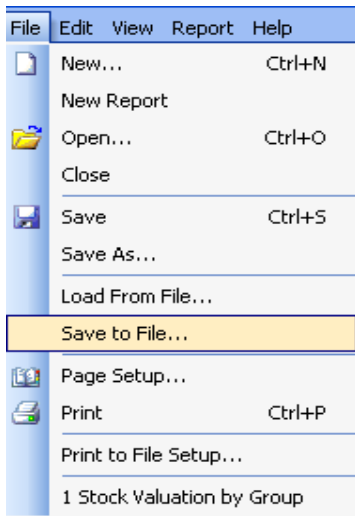 File Edit View Report Help
New... Ctrl+N
New Report
Open... Ctrl+O
Close
Save Ctrl+S
Save As...
Load From File...
Save to File...
Page Setup...
Print Ctrl+P
Print to File Setup...
1 Stock Valuation by Group